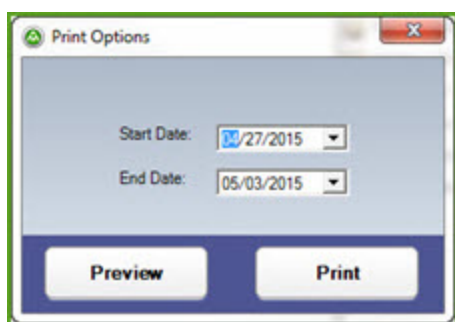 Print Options
Start Date: 04/27/2015
End Date: 05/03/2015
Preview Print